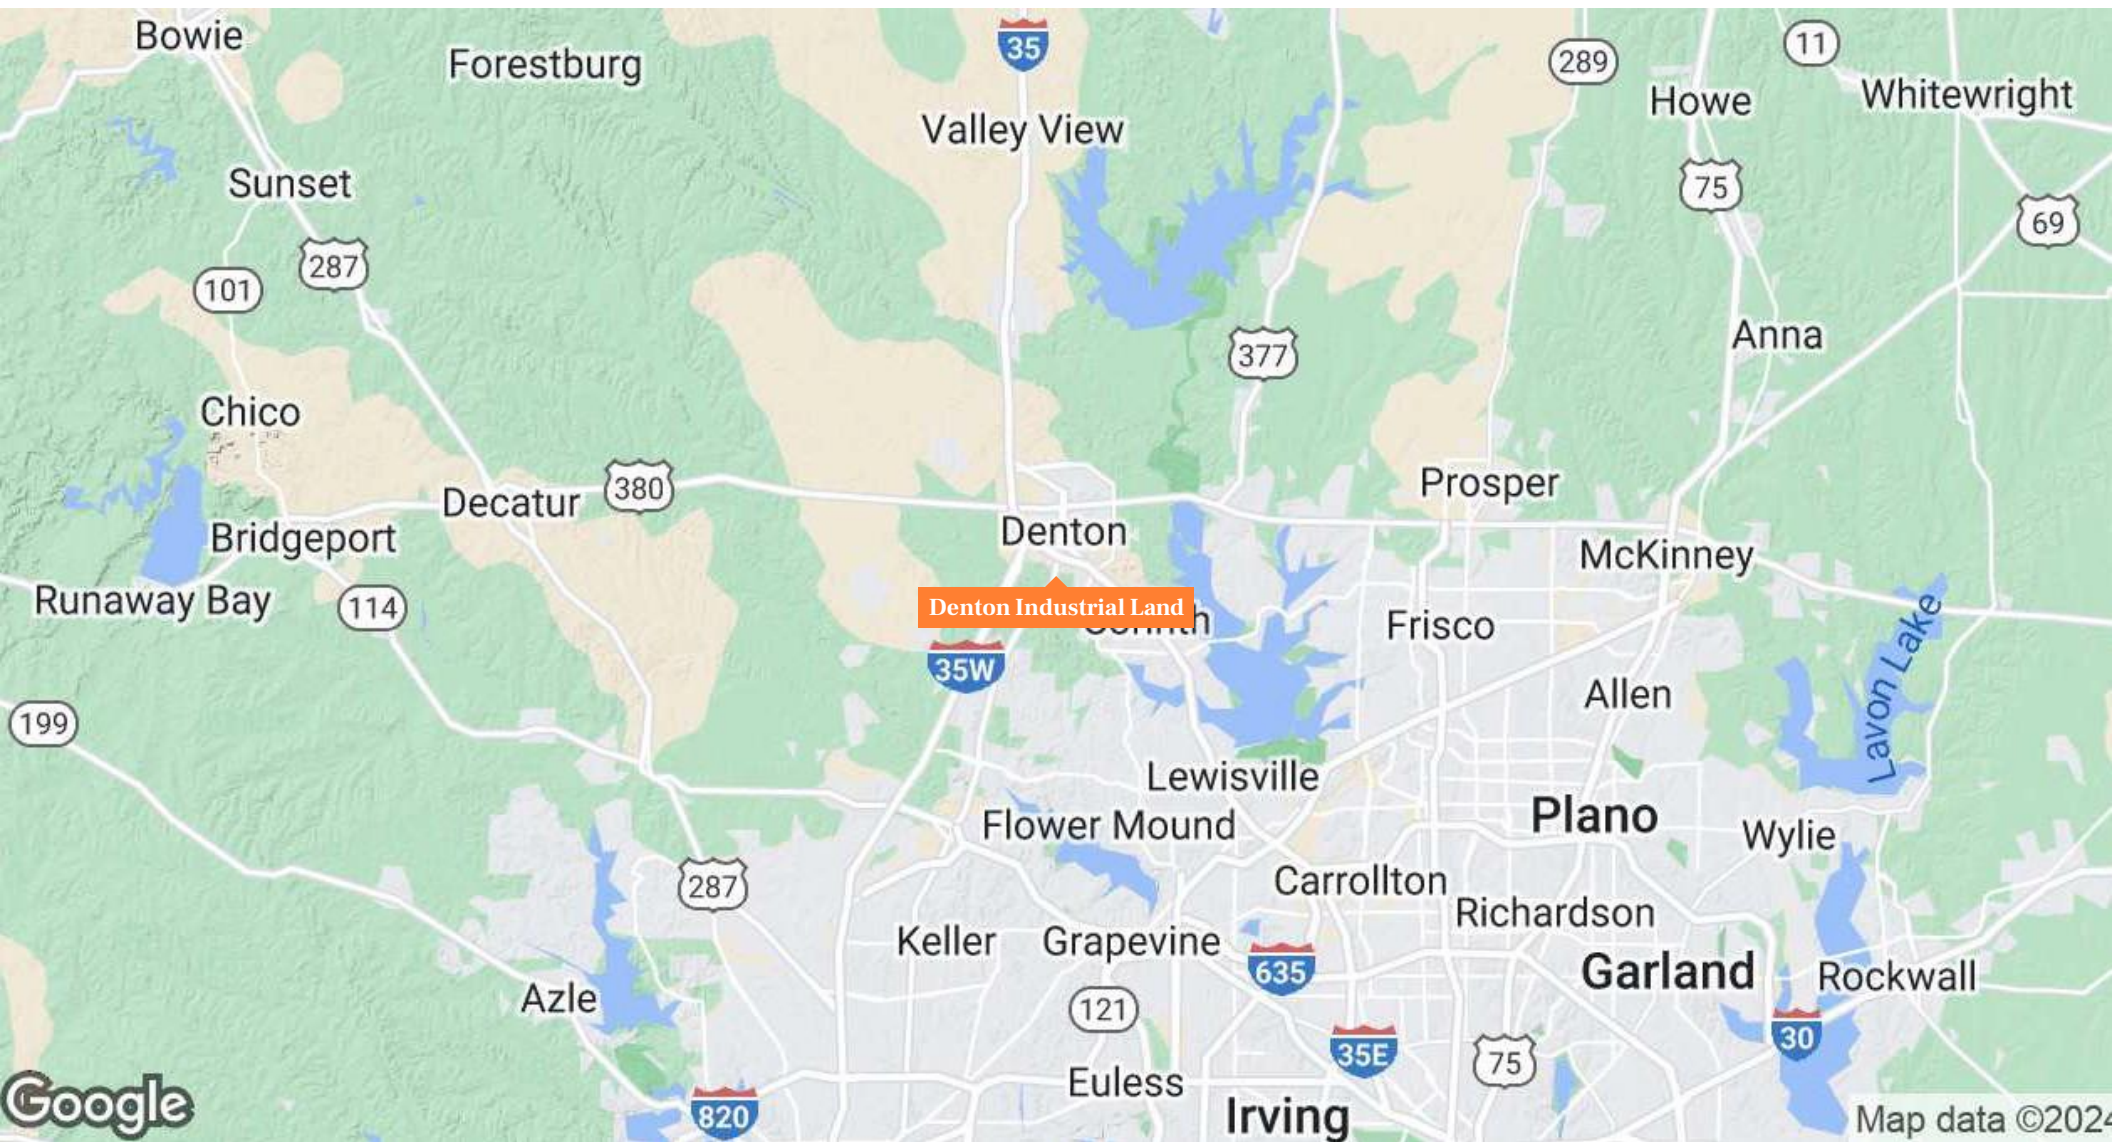 Bowie
Forestburg
35
289
11
Howe
Whitewright
Valley View
Sunset
75
69
287
101
Anna
377
Chico
380
Prosper
Decatur
Denton
Bridgeport
McKinney
Runaway Bay
114
Denton Industrial Land
Corinth
Frisco
Lavon Lake
35W
Allen
199
Lewisville
Flower Mound
Plano
Wylie
287
Carrollton
Richardson
Keller
Grapevine
635
Garland
Rockwall
Azle
121
30
35E
75
Euless
820
Irving
Google
Map data ©2024